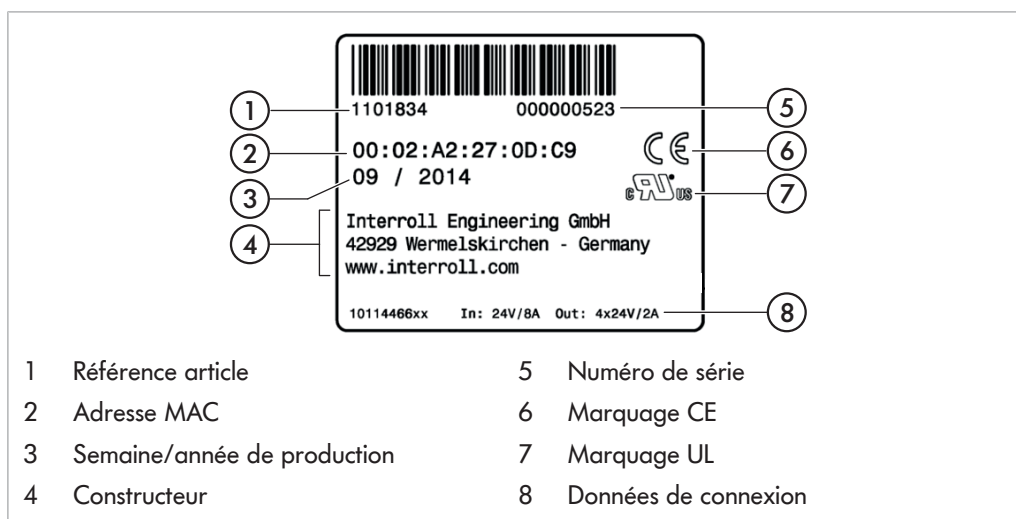 1101834 000000523
1 5
00:02:A2:27:0D:C9 CE
2 6
09 / 2014 C RU US
3 7
Interroll Engineering GmbH
4 42929 Wermelskirchen - Germany
www.interroll.com
10114466xx In: 24V/8A Out: 4x24V/2A 8
1 Référence article
2 Adresse MAC
3 Semaine/année de production
4 Constructeur
5 Numéro de série
6 Marquage CE
7 Marquage UL
8 Données de connexion